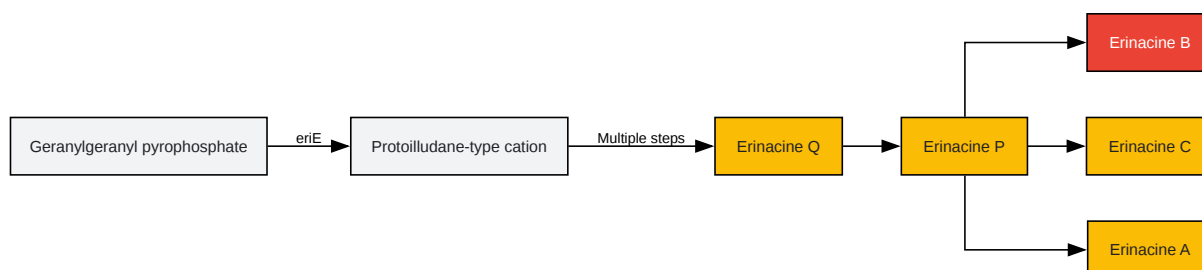 Erinacine B
Geranylgeranyl pyrophosphate
eriE
Protoilludane-type cation
Multiple steps
Erinacine Q
Erinacine P
Erinacine C
Erinacine A